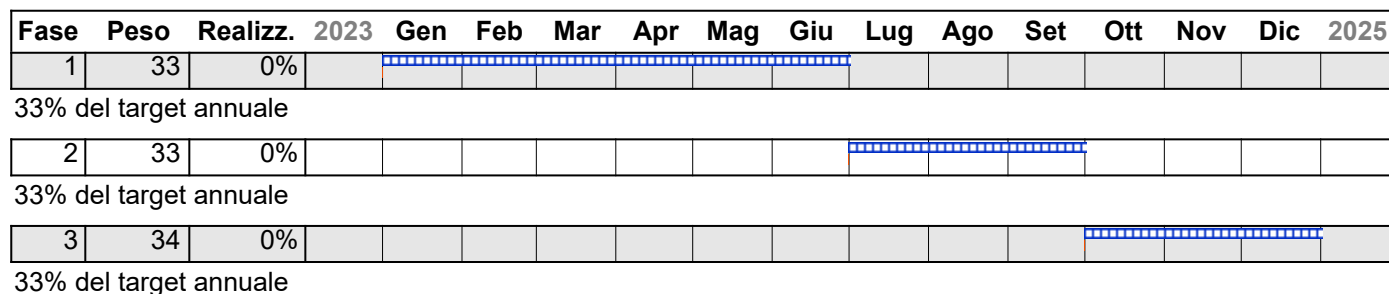 Fase Peso Realizz. 2023 Gen Feb Mar Apr Mag Giu Lug Ago Set Ott Nov Dic 2025
1 33 0%
33% del target annuale
2 33 0%
33% del target annuale
3 34 0%
33% del target annuale